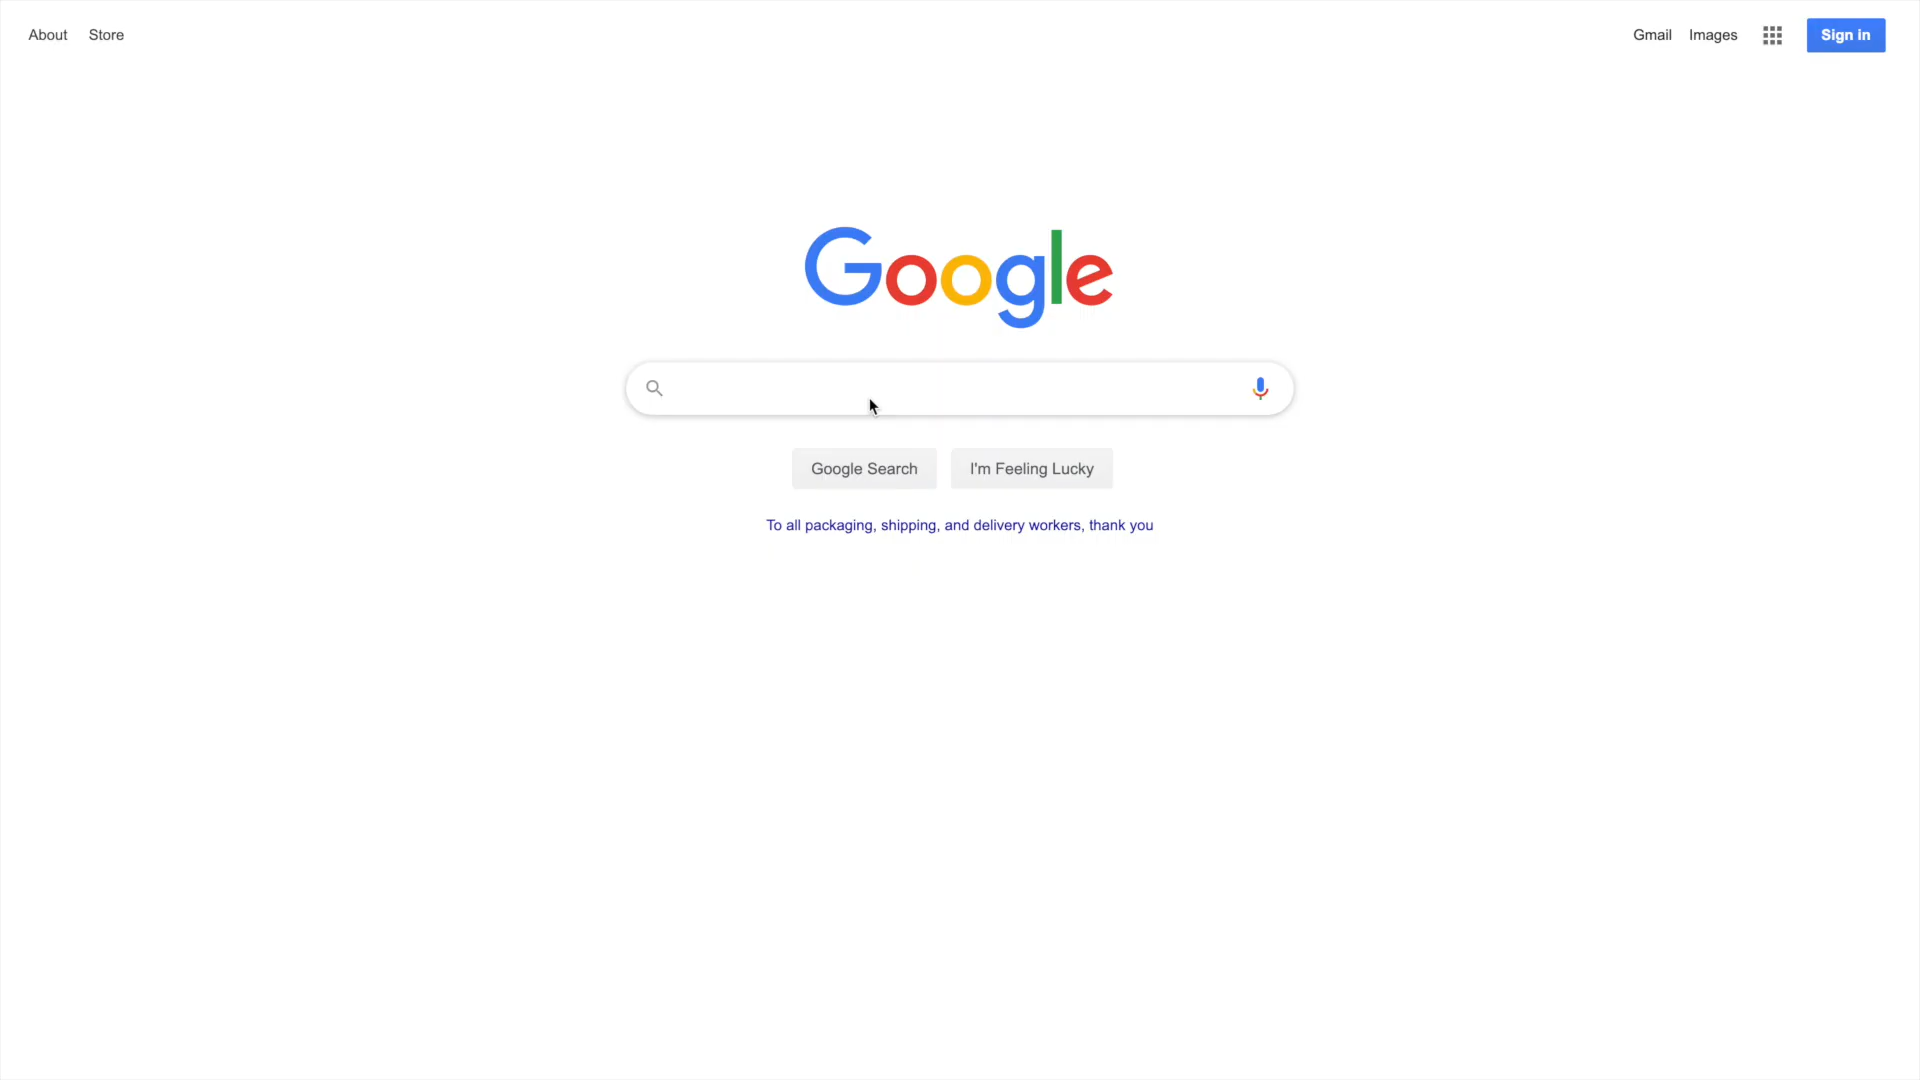 About Store Gmail Images Sign in
Google
Google Search I'm Feeling Lucky
To all packaging, shipping, and delivery workers, thank you